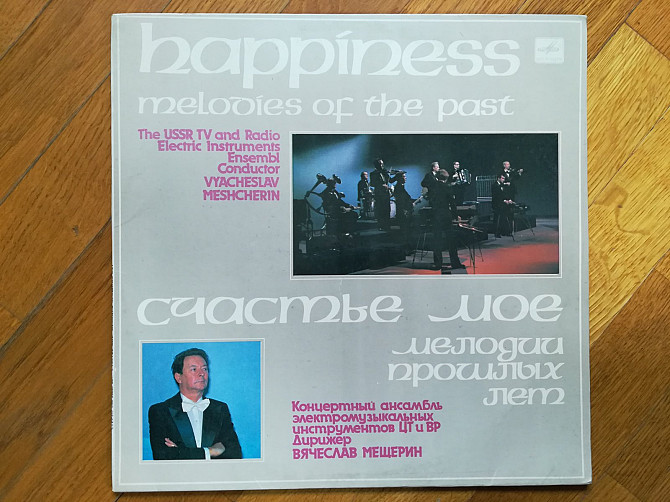 happiness
melodies of the past
The USSR TV and Radio
Electric Instruments
Ensembl
Conductor
VYACHESLAV
MESHCHERIN
счастье мое
мелодии
прошлых
лет
Концертный ансамбль
электромузыкальных
инструментов ЦТ и ВР
Дирижёр
ВЯЧЕСЛАВ МЕЩЕРИН